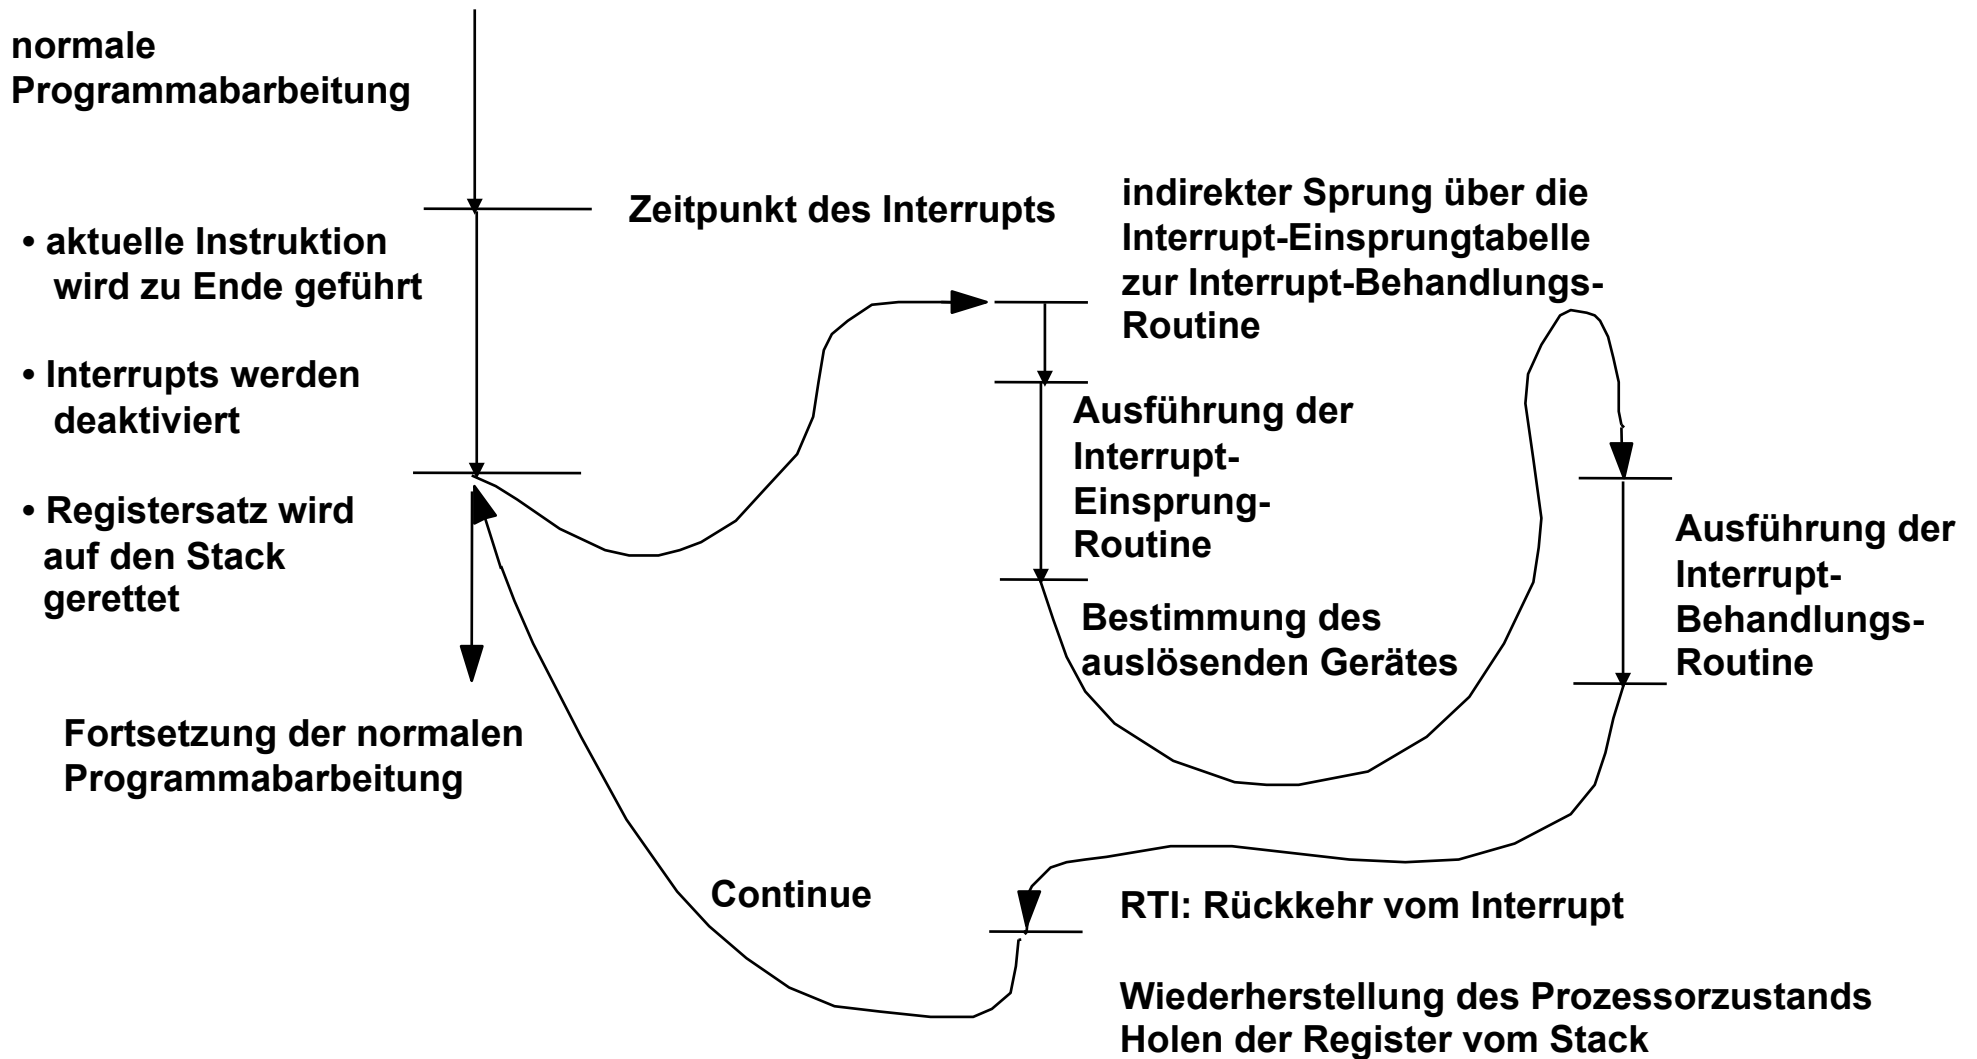 normale
Programmabarbeitung
Zeitpunkt des Interrupts
• aktuelle Instruktion
wird zu Ende geführt
• Interrupts werden
deaktiviert
• Registersatz wird
auf den Stack
gerettet
Fortsetzung der normalen
Programmabarbeitung
indirekter Sprung über die
Interrupt-Einsprungtabelle
zur Interrupt-Behandlungs-
Routine
Ausführung der
Interrupt-
Einsprung-
Routine
Bestimmung des
auslösenden Gerätes
Ausführung der
Interrupt-
Behandlungs-
Routine
Continue
RTI: Rückkehr vom Interrupt
Wiederherstellung des Prozessorzustands
Holen der Register vom Stack